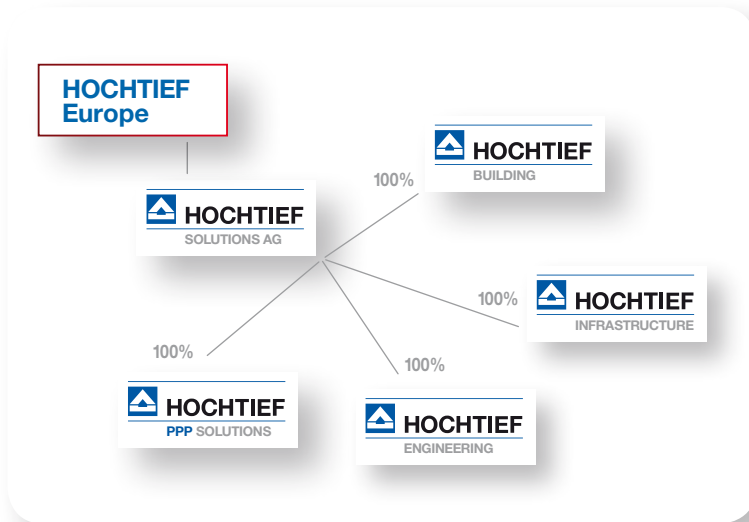 HOCHTIEF
Europe
HOCHTIEF
BUILDING
100%
HOCHTIEF
SOLUTIONS AG
100%
HOCHTIEF
INFRASTRUCTURE
100%
100%
HOCHTIEF
PPP SOLUTIONS
HOCHTIEF
ENGINEERING